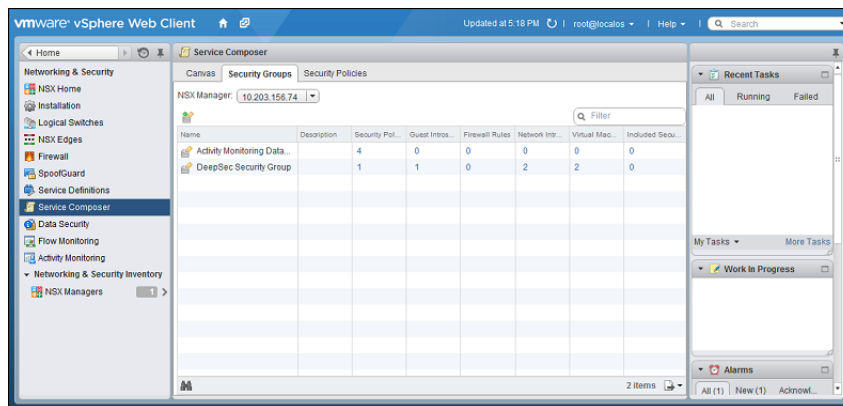 vmware® vSphere Web Client
Updated at 5:18 PM | root@localos | Help | Search
Home
Networking & Security
NSX Home
Installation
Logical Switches
NSX Edges
Firewall
SpoofGuard
Service Definitions
Service Composer
Data Security
Flow Monitoring
Activity Monitoring
Networking & Security Inventory
NSX Managers 1
Service Composer
Canvas Security Groups Security Policies
NSX Manager: 10.203.156.74
Filter
Name Description Security Pol... Guest Intros... Firewall Rules Network Intr... Virtual Mac... Included Secu...
Activity Monitoring Data... 4 0 0 0 0 0
DeepSec Security Group 1 1 0 2 2 0
2 items
Recent Tasks
All Running Failed
My Tasks More Tasks
Work In Progress
Alarms
All (1) New (1) Acknowl...